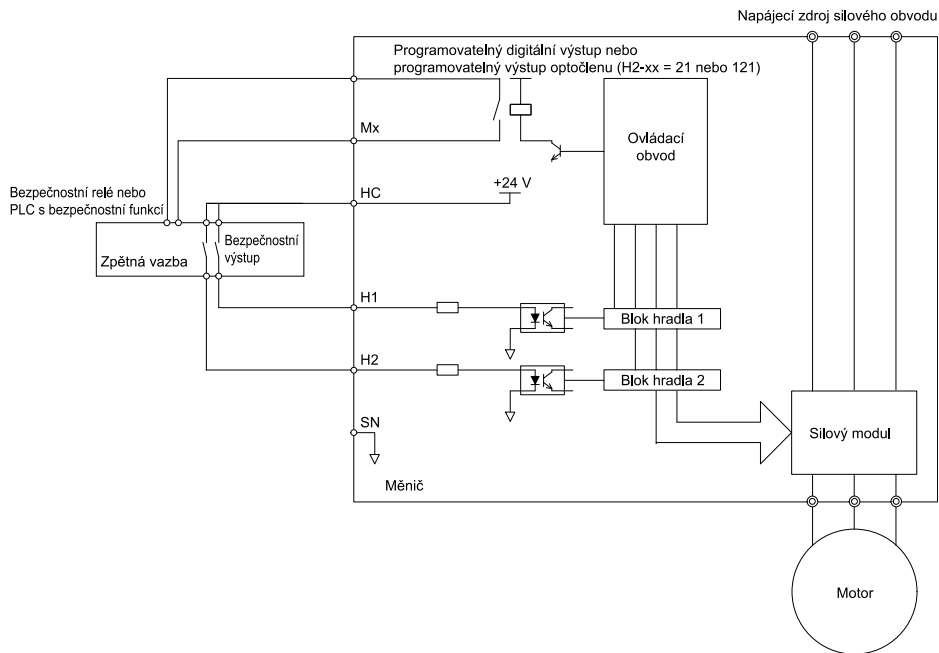 Napájecí zdroj silového obvodu
Programovatelný digitální výstup nebo
programovatelný výstup optočlenu (H2-xx = 21 nebo 121)
Mx
Ovládací
obvod
+24 V
HC
Bezpečnostní relé nebo
PLC s bezpečnostní funkcí
Bezpečnostní
výstup
Zpětná vazba
H1
Blok hradla 1
H2
Blok hradla 2
SN
Silový modul
Měnič
Motor